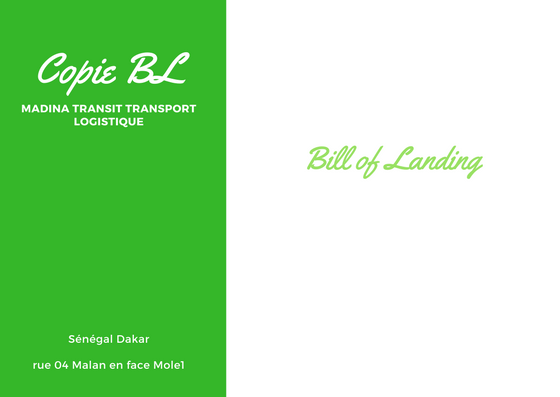 Copie BL
MADINA TRANSIT TRANSPORT
LOGISTIQUE
Bill of Landing
Sénégal Dakar
rue 04 Malan en face Mole1